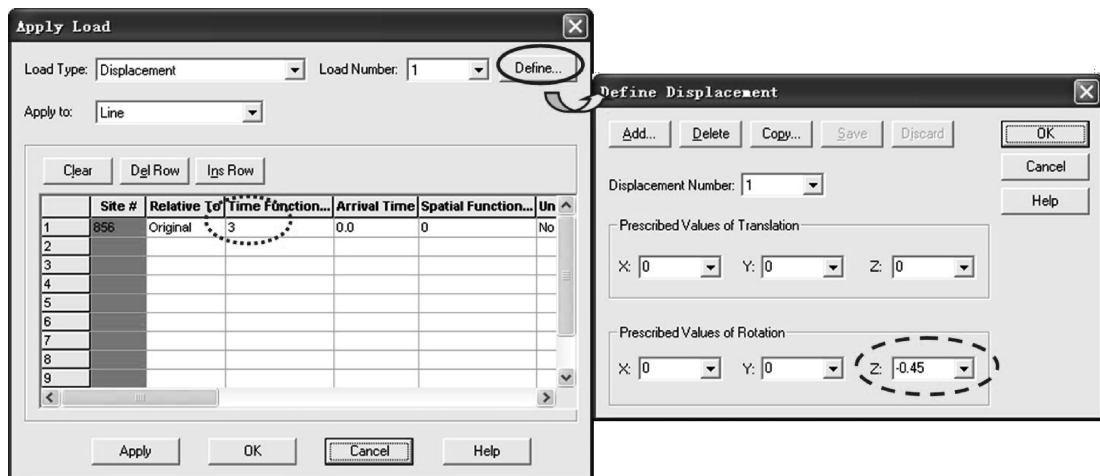 Apply Load
Load Type: Displacement Load Number: 1 Define...
Apply to: Line
Clear Del Row Ins Row
Site # Relative To Time Function... Arrival Time Spatial Function... Un
1 856 Original 3 0.0 0 No
2
3
4
5
6
7
8
9
Apply OK Cancel Help
Define Displacement
Add... Delete Copy... Save Discard OK
Cancel
Displacement Number: 1
Help
Prescribed Values of Translation
X: 0 Y: 0 Z: 0
Prescribed Values of Rotation
X: 0 Y: 0 Z: -0.45